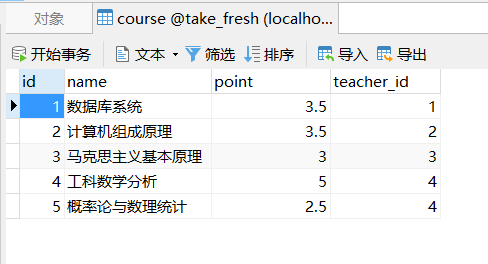 对象 course @take_fresh (localho...
开始事务 文本 筛选 排序 导入 导出
id name point teacher_id
1 数据库系统 3.5 1
2 计算机组成原理 3.5 2
3 马克思主义基本原理 3 3
4 工科数学分析 5 4
5 概率论与数理统计 2.5 4